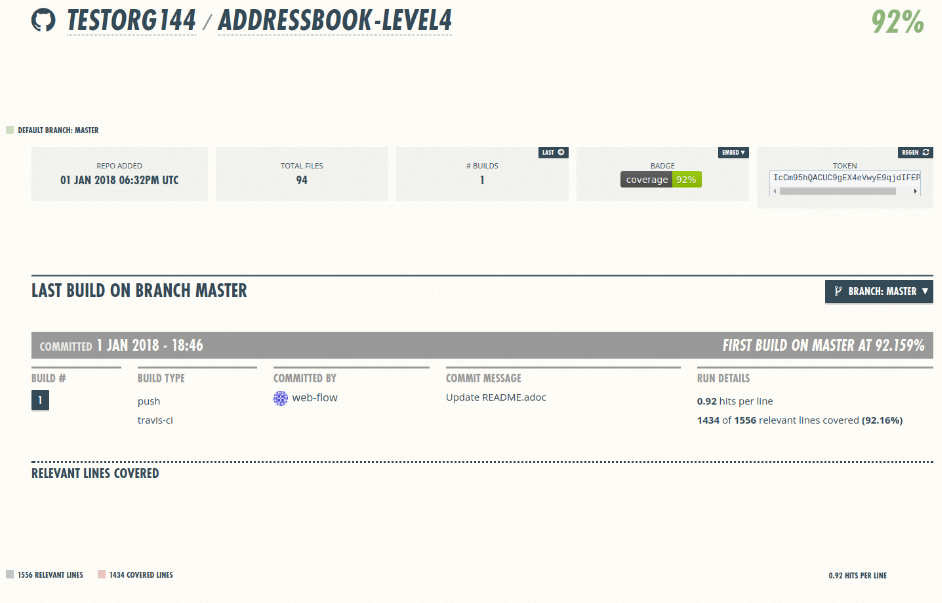 TESTORG144 / ADDRESSBOOK-LEVEL4
92%
DEFAULT BRANCH: MASTER
REPO ADDED
01 JAN 2018 06:32PM UTC
TOTAL FILES
94
LAST
# BUILDS
1
EMBED ▾
BADGE
coverage 92%
REGEN
TOKEN
IcCm95hQACUC9gEX4eVwyE9qjdIFEP
LAST BUILD ON BRANCH MASTER
BRANCH: MASTER ▼
COMMITTED 1 JAN 2018 - 18:46
FIRST BUILD ON MASTER AT 92.159%
BUILD #
1
BUILD TYPE
push
travis-ci
COMMITTED BY
web-flow
COMMIT MESSAGE
Update README.adoc
RUN DETAILS
0.92 hits per line
1434 of 1556 relevant lines covered (92.16%)
RELEVANT LINES COVERED
1556 RELEVANT LINES
1434 COVERED LINES
0.92 HITS PER LINE